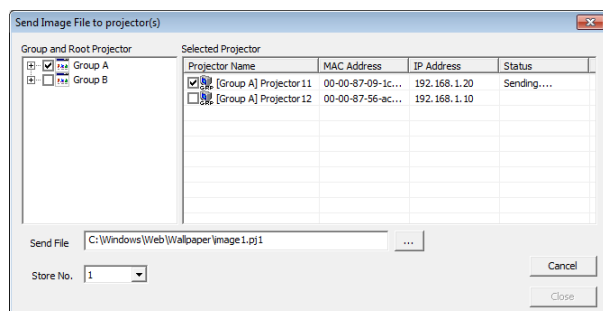 Send Image File to projector(s)
Group and Root Projector
Group A
Group B
Selected Projector
Projector Name MAC Address IP Address Status
[Group A] Projector11 00-00-87-09-1c... 192.168.1.20 Sending....
[Group A] Projector12 00-00-87-56-ac... 192.168.1.10
Send File C:\Windows\Web\Wallpaper\image1.pj1 ...
Store No. 1
Cancel
Close